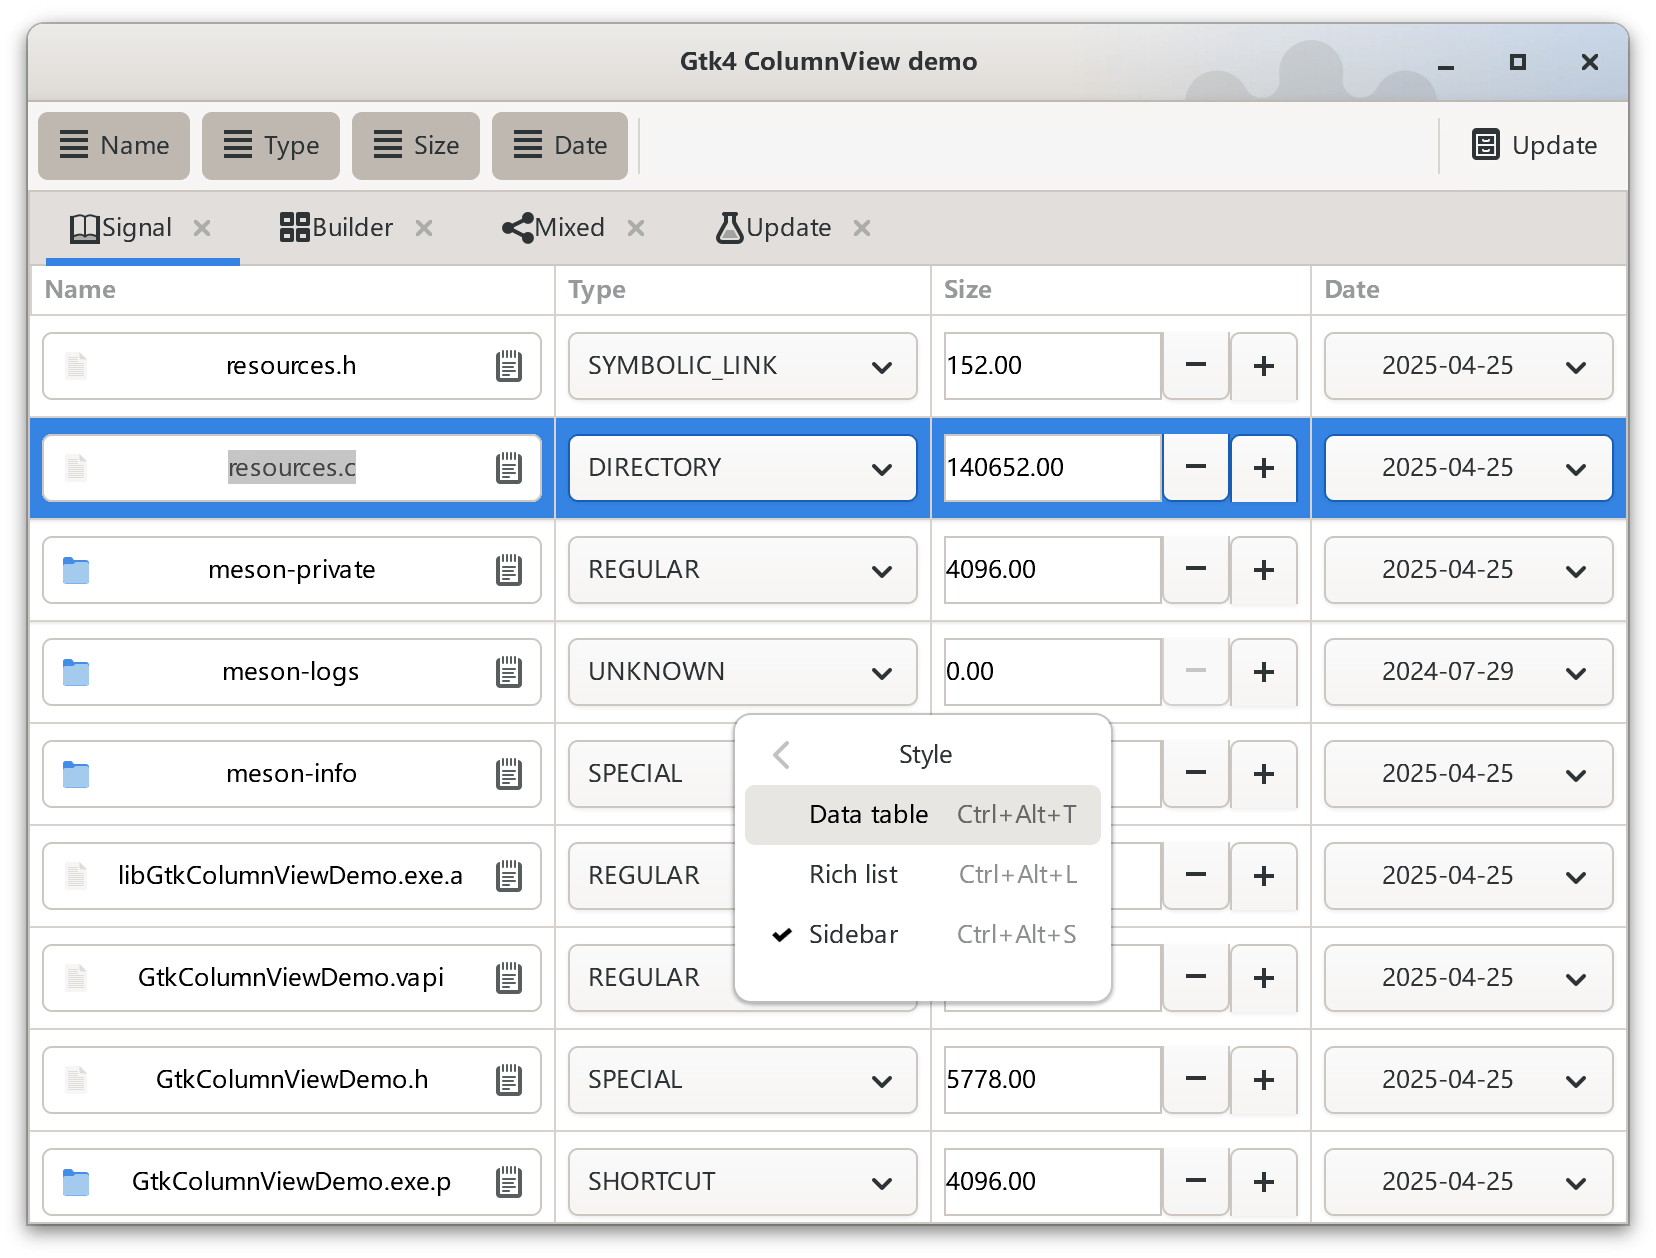 Gtk4 ColumnView demo
Name Type Size Date Update
Signal Builder Mixed Update
Name Type Size Date
resources.h SYMBOLIC_LINK 152.00 2025-04-25
resources.c DIRECTORY 140652.00 2025-04-25
meson-private REGULAR 4096.00 2025-04-25
meson-logs UNKNOWN 0.00 2024-07-29
Style
meson-info SPECIAL 2025-04-25
Data table Ctrl+Alt+T
libGtkColumnViewDemo.exe.a REGULAR 2025-04-25
Rich list Ctrl+Alt+L
Sidebar Ctrl+Alt+S
GtkColumnViewDemo.vapi REGULAR 2025-04-25
GtkColumnViewDemo.h SPECIAL 5778.00 2025-04-25
GtkColumnViewDemo.exe.p SHORTCUT 4096.00 2025-04-25